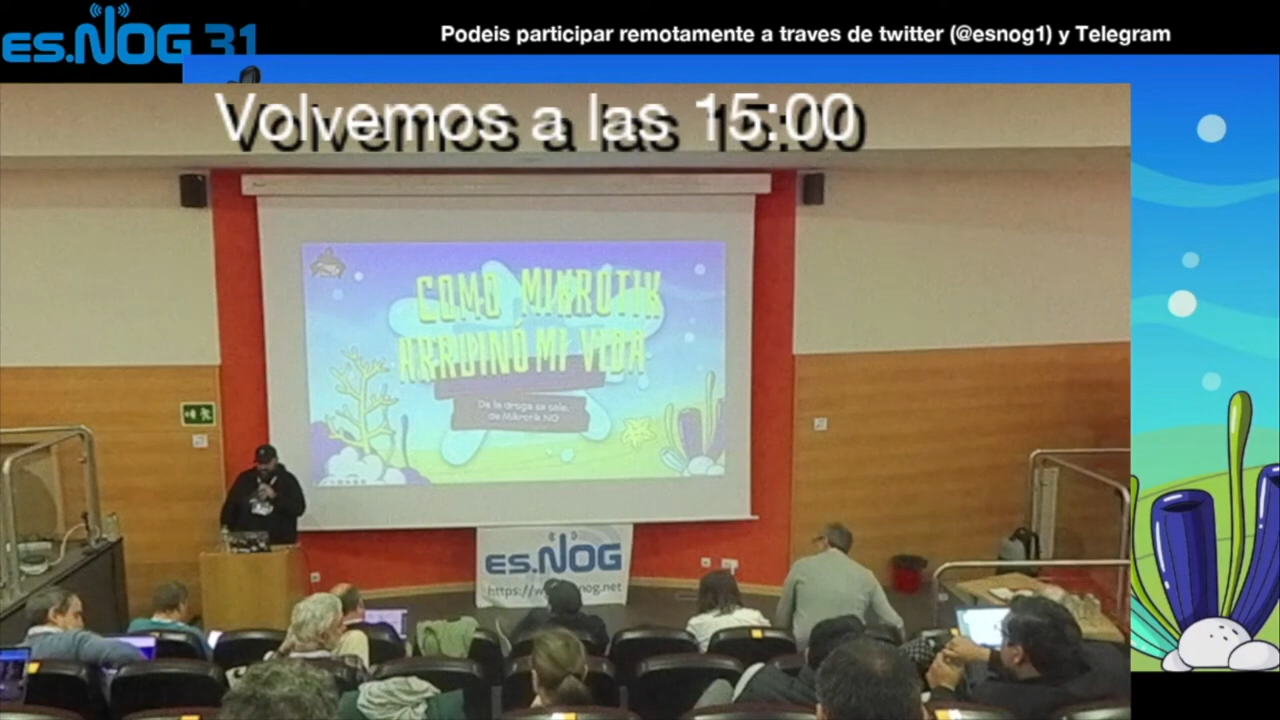 es.NOG 31
Podeis participar remotamente a traves de twitter (@esnog1) y Telegram
Volvemos a las 15:00
COMO MIKROTIK
ARRUINÓ MI VIDA
De la droga se sale,
de Mikrotik NO
es.NOG